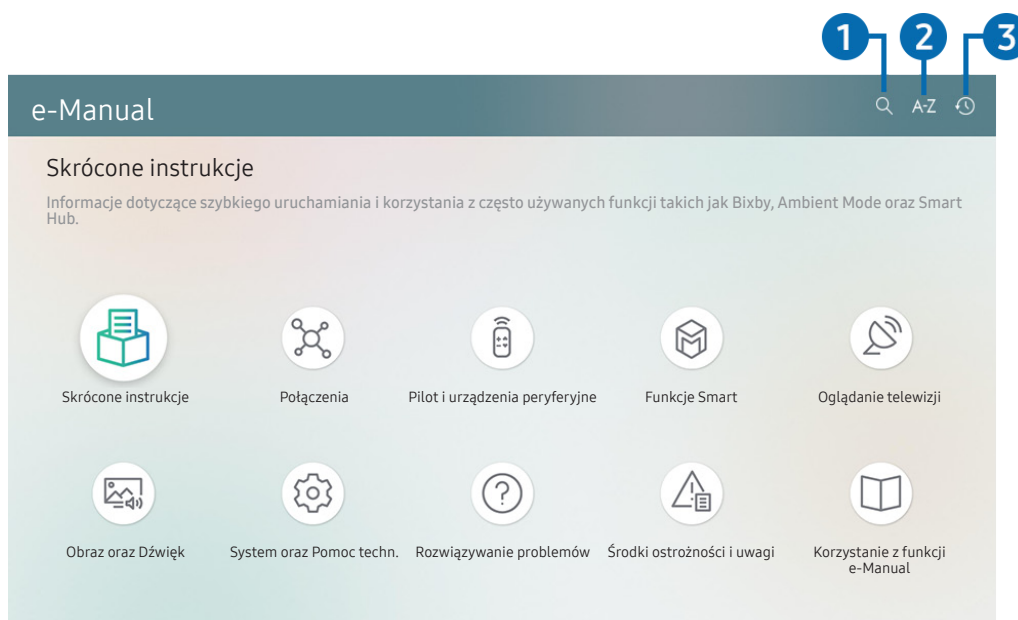 1 2 3
e-Manual
A-Z
Skrócone instrukcje
Informacje dotyczące szybkiego uruchamiania i korzystania z często używanych funkcji takich jak Bixby, Ambient Mode oraz Smart
Hub.
Skrócone instrukcje
Połączenia
Pilot i urządzenia peryferyjne
Funkcje Smart
Oglądanie telewizji
Obraz oraz Dźwięk
System oraz Pomoc techn.
Rozwiązywanie problemów
Środki ostrożności i uwagi
Korzystanie z funkcji
e-Manual